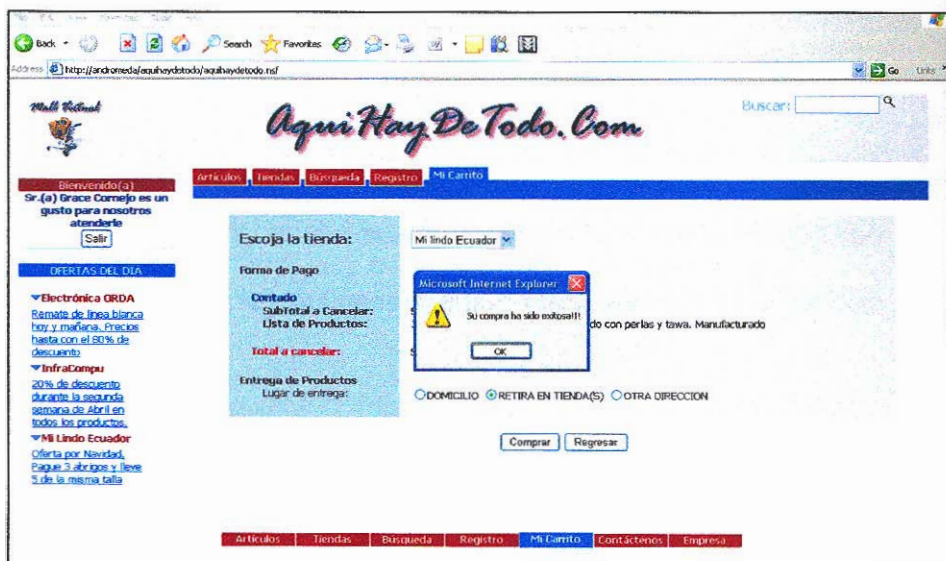 Back
Search
Favorites
Address
http://andromeda/aquihaydetodo/aquihaydetodo.nsf
Go
Links
Mall Virtual
AquiHayDeTodo.Com
Buscar:
Artículos Tiendas Búsqueda Registro Mi Carrito
Bienvenido(a)
Sr.(a) Grace Cornejo es un
gusto para nosotros
atenderle
Salir
OFERTAS DEL DIA
Electrónica ORDA
Remate de linea blanca
hoy y mañana. Precios
hasta con el 60% de
descuento
InfraCompu
20% de descuento
durante la segunda
semana de Abril en
todos los productos.
Mi Lindo Ecuador
Oferta por Navidad,
Pague 3 abrigos y lleve
5 de la misma talla
Escoja la tienda:
Mi lindo Ecuador
Forma de Pago
Contado
SubTotal a Cancelar:
Lista de Productos:
do con perlas y tawa. Manufacturado
Total a cancelar:
Microsoft Internet Explorer
Su compra ha sido exitosa!!!
OK
Entrega de Productos
Lugar de entrega:
DOMICILIO RETIRA EN TIENDA(S) OTRA DIRECCION
Comprar Regresar
Artículos Tiendas Búsqueda Registro Mi Carrito Contáctenos Empresa